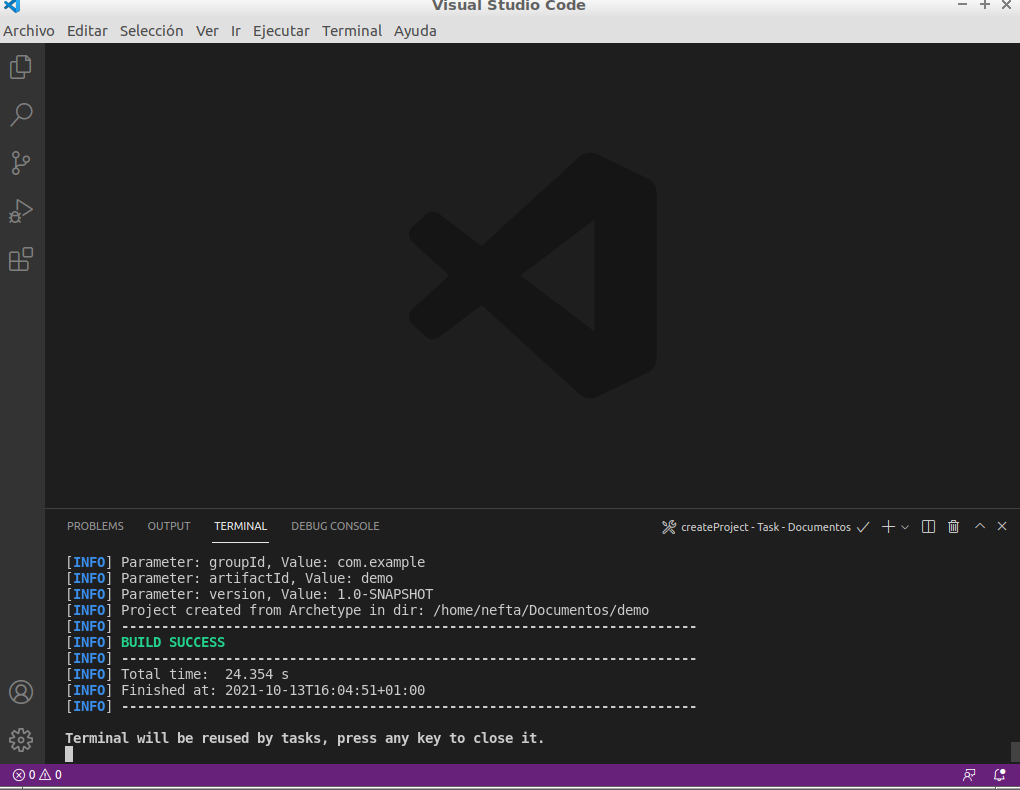 Visual Studio Code
Archivo Editar Selección Ver Ir Ejecutar Terminal Ayuda
PROBLEMS OUTPUT TERMINAL DEBUG CONSOLE createProject - Task - Documentos
[INFO] Parameter: groupId, Value: com.example
[INFO] Parameter: artifactId, Value: demo
[INFO] Parameter: version, Value: 1.0-SNAPSHOT
[INFO] Project created from Archetype in dir: /home/nefta/Documentos/demo
[INFO] ------------------------------------------------------------------------
[INFO] BUILD SUCCESS
[INFO] ------------------------------------------------------------------------
[INFO] Total time:  24.354 s
[INFO] Finished at: 2021-10-13T16:04:51+01:00
[INFO] ------------------------------------------------------------------------
Terminal will be reused by tasks, press any key to close it.
0 0